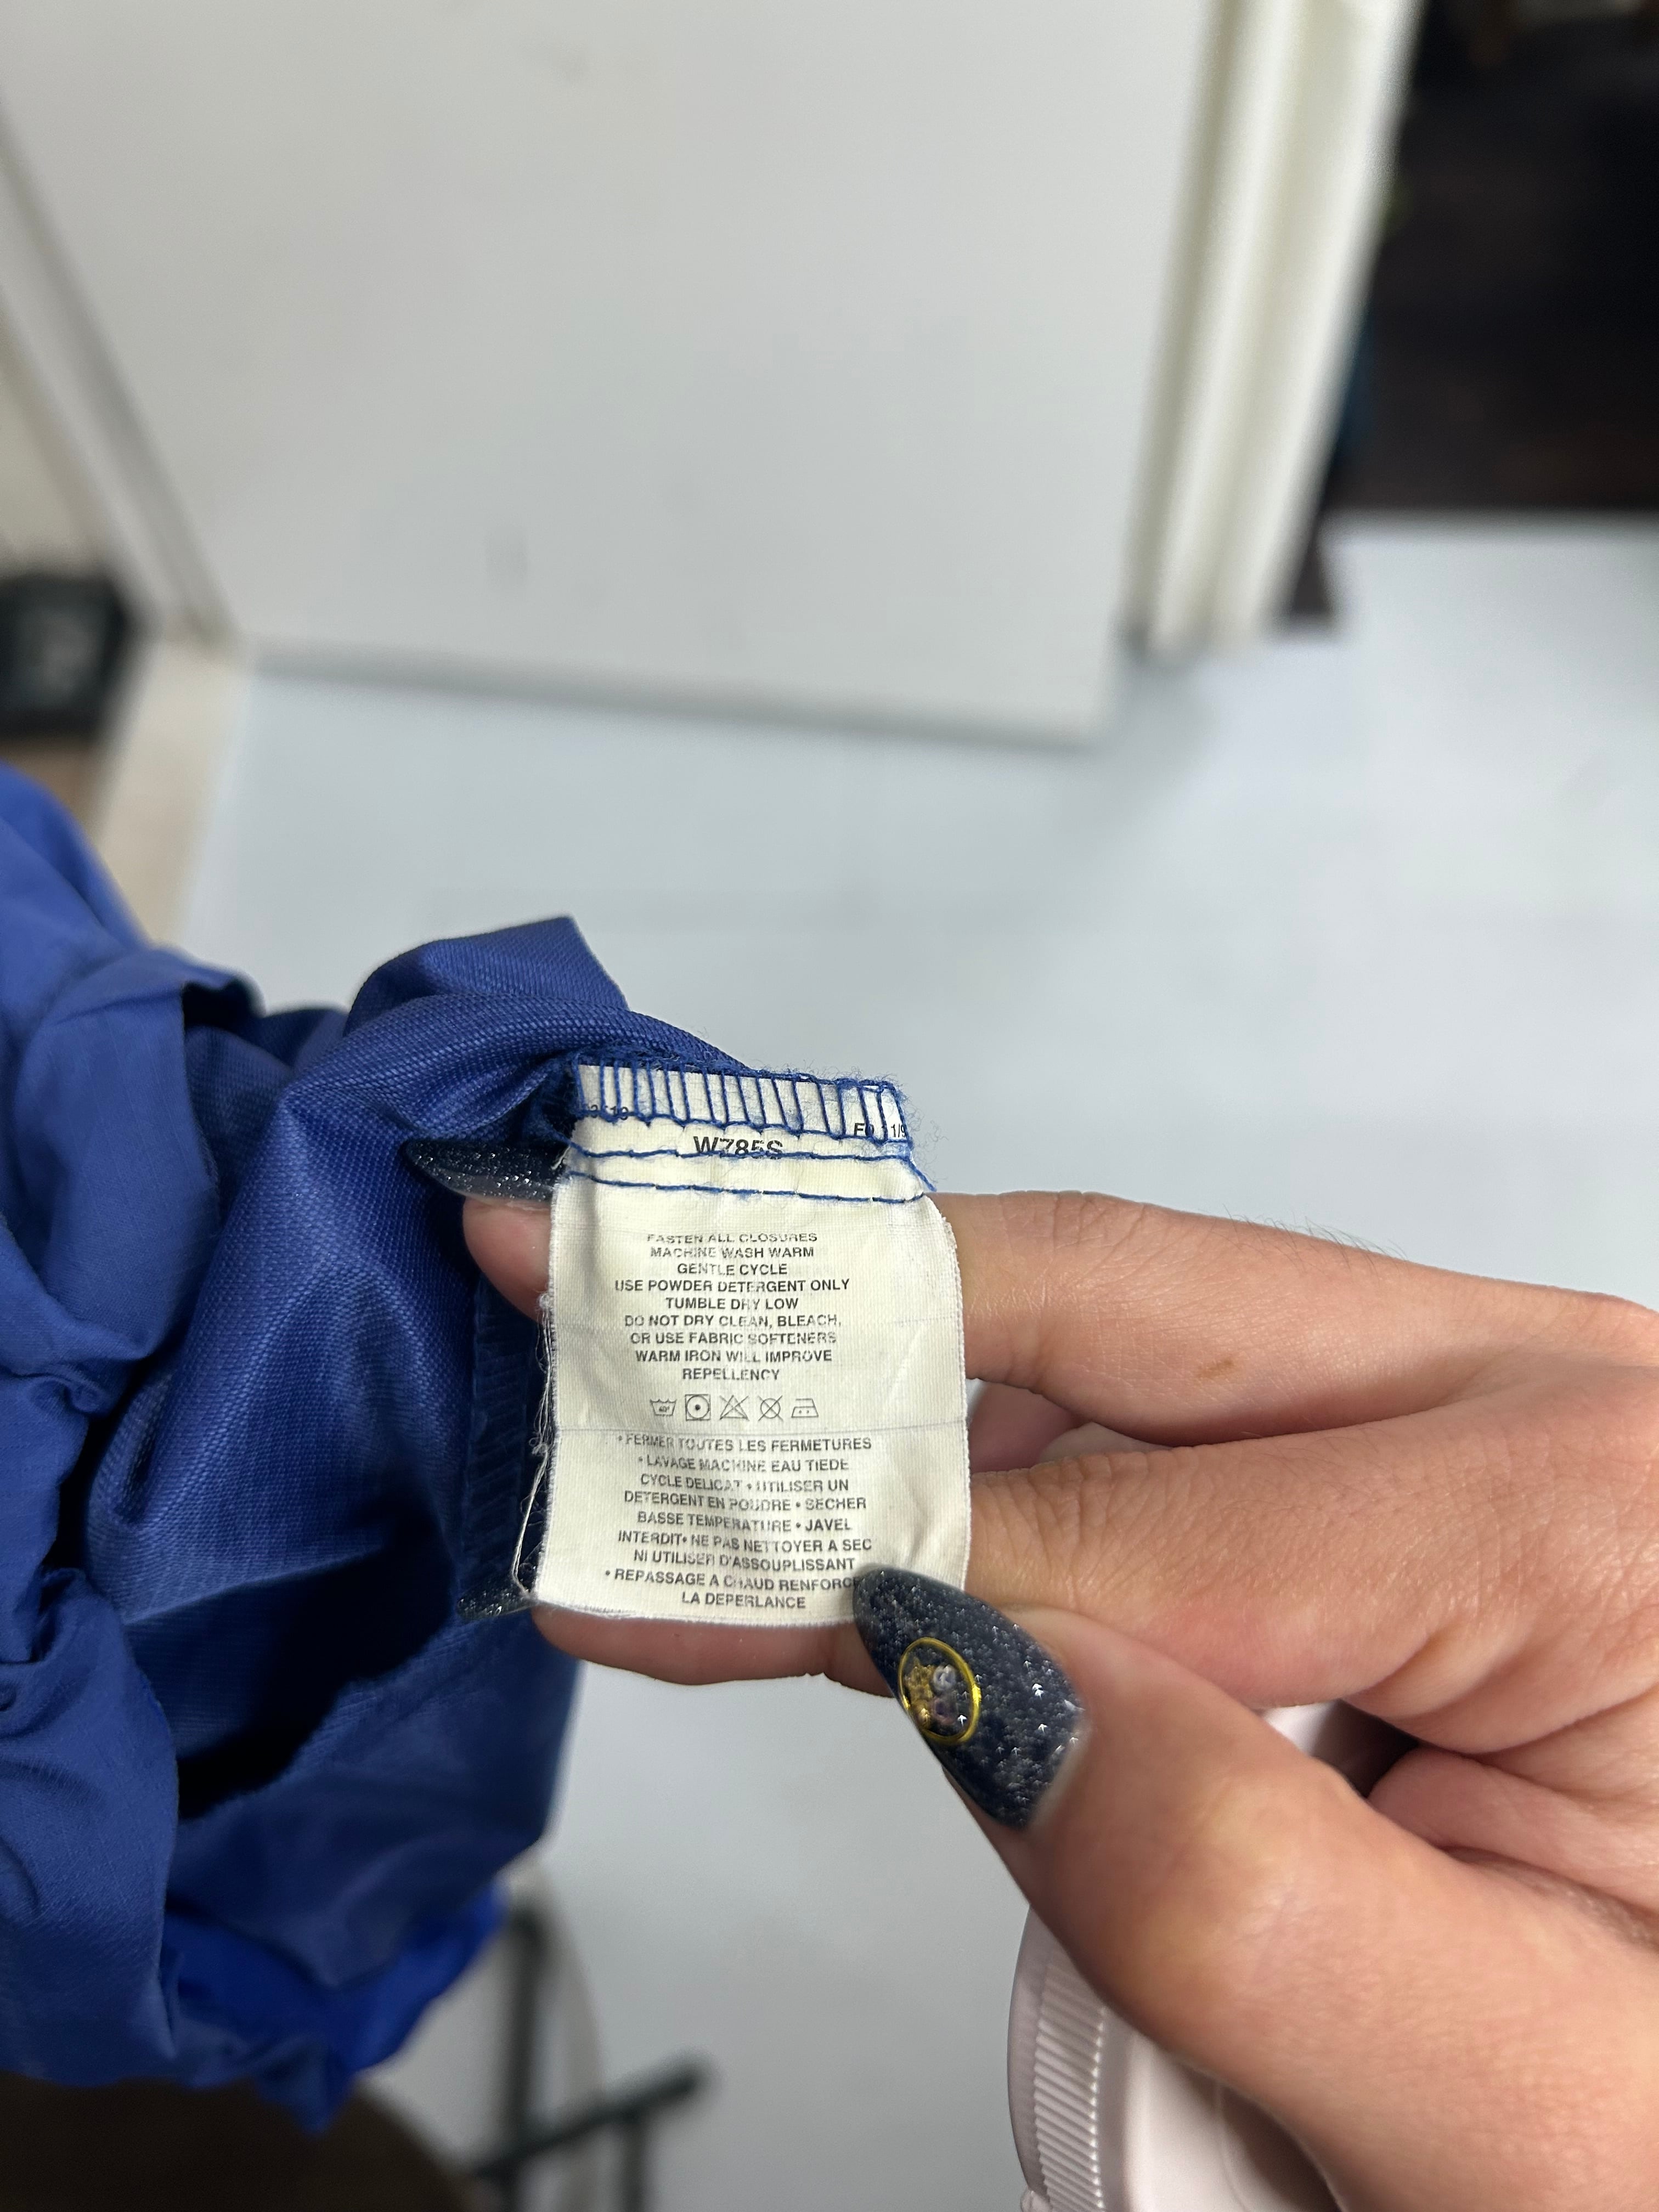 W785S
FASTEN ALL CLOSURES
MACHINE WASH WARM
GENTLE CYCLE
USE POWDER DETERGENT ONLY
TUMBLE DRY LOW
DO NOT DRY CLEAN, BLEACH,
OR USE FABRIC SOFTENERS
WARM IRON WILL IMPROVE
REPELLENCY
• FERMER TOUTES LES FERMETURES
• LAVAGE MACHINE EAU TIEDE
CYCLE DELICAT • UTILISER UN
DETERGENT EN POUDRE • SECHER
BASSE TEMPERATURE • JAVEL
INTERDIT • NE PAS NETTOYER A SEC
NI UTILISER D'ASSOUPLISSANT
• REPASSAGE A CHAUD RENFORCE
LA DEPERLANCE